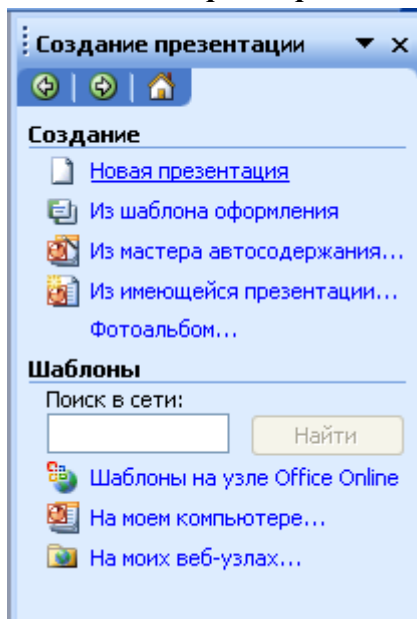 Создание презентации
Создание
Новая презентация
Из шаблона оформления
Из мастера автосодержания...
Из имеющейся презентации...
Фотоальбом...
Шаблоны
Поиск в сети:
Найти
Шаблоны на узле Office Online
На моем компьютере...
На моих веб-узлах...